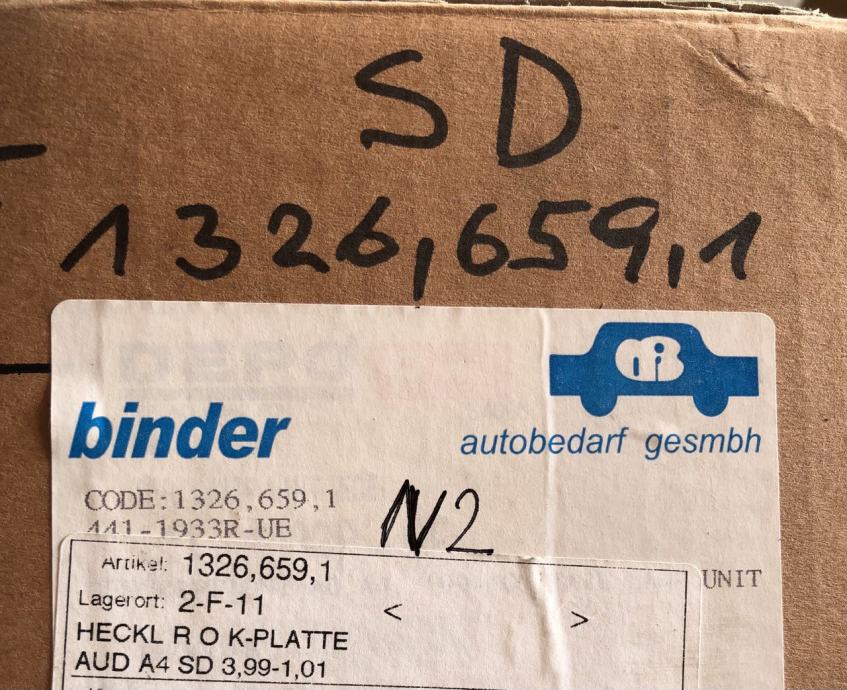 SD
1326,659,1
DEPO
binder
autobedarf gesmbh
CODE:1326,659,1
N2
441-1933R-UE
Artikel: 1326,659,1
UNIT
Lagerort: 2-F-11 < >
HECKL R O K-PLATTE
AUD A4 SD 3,99-1,01